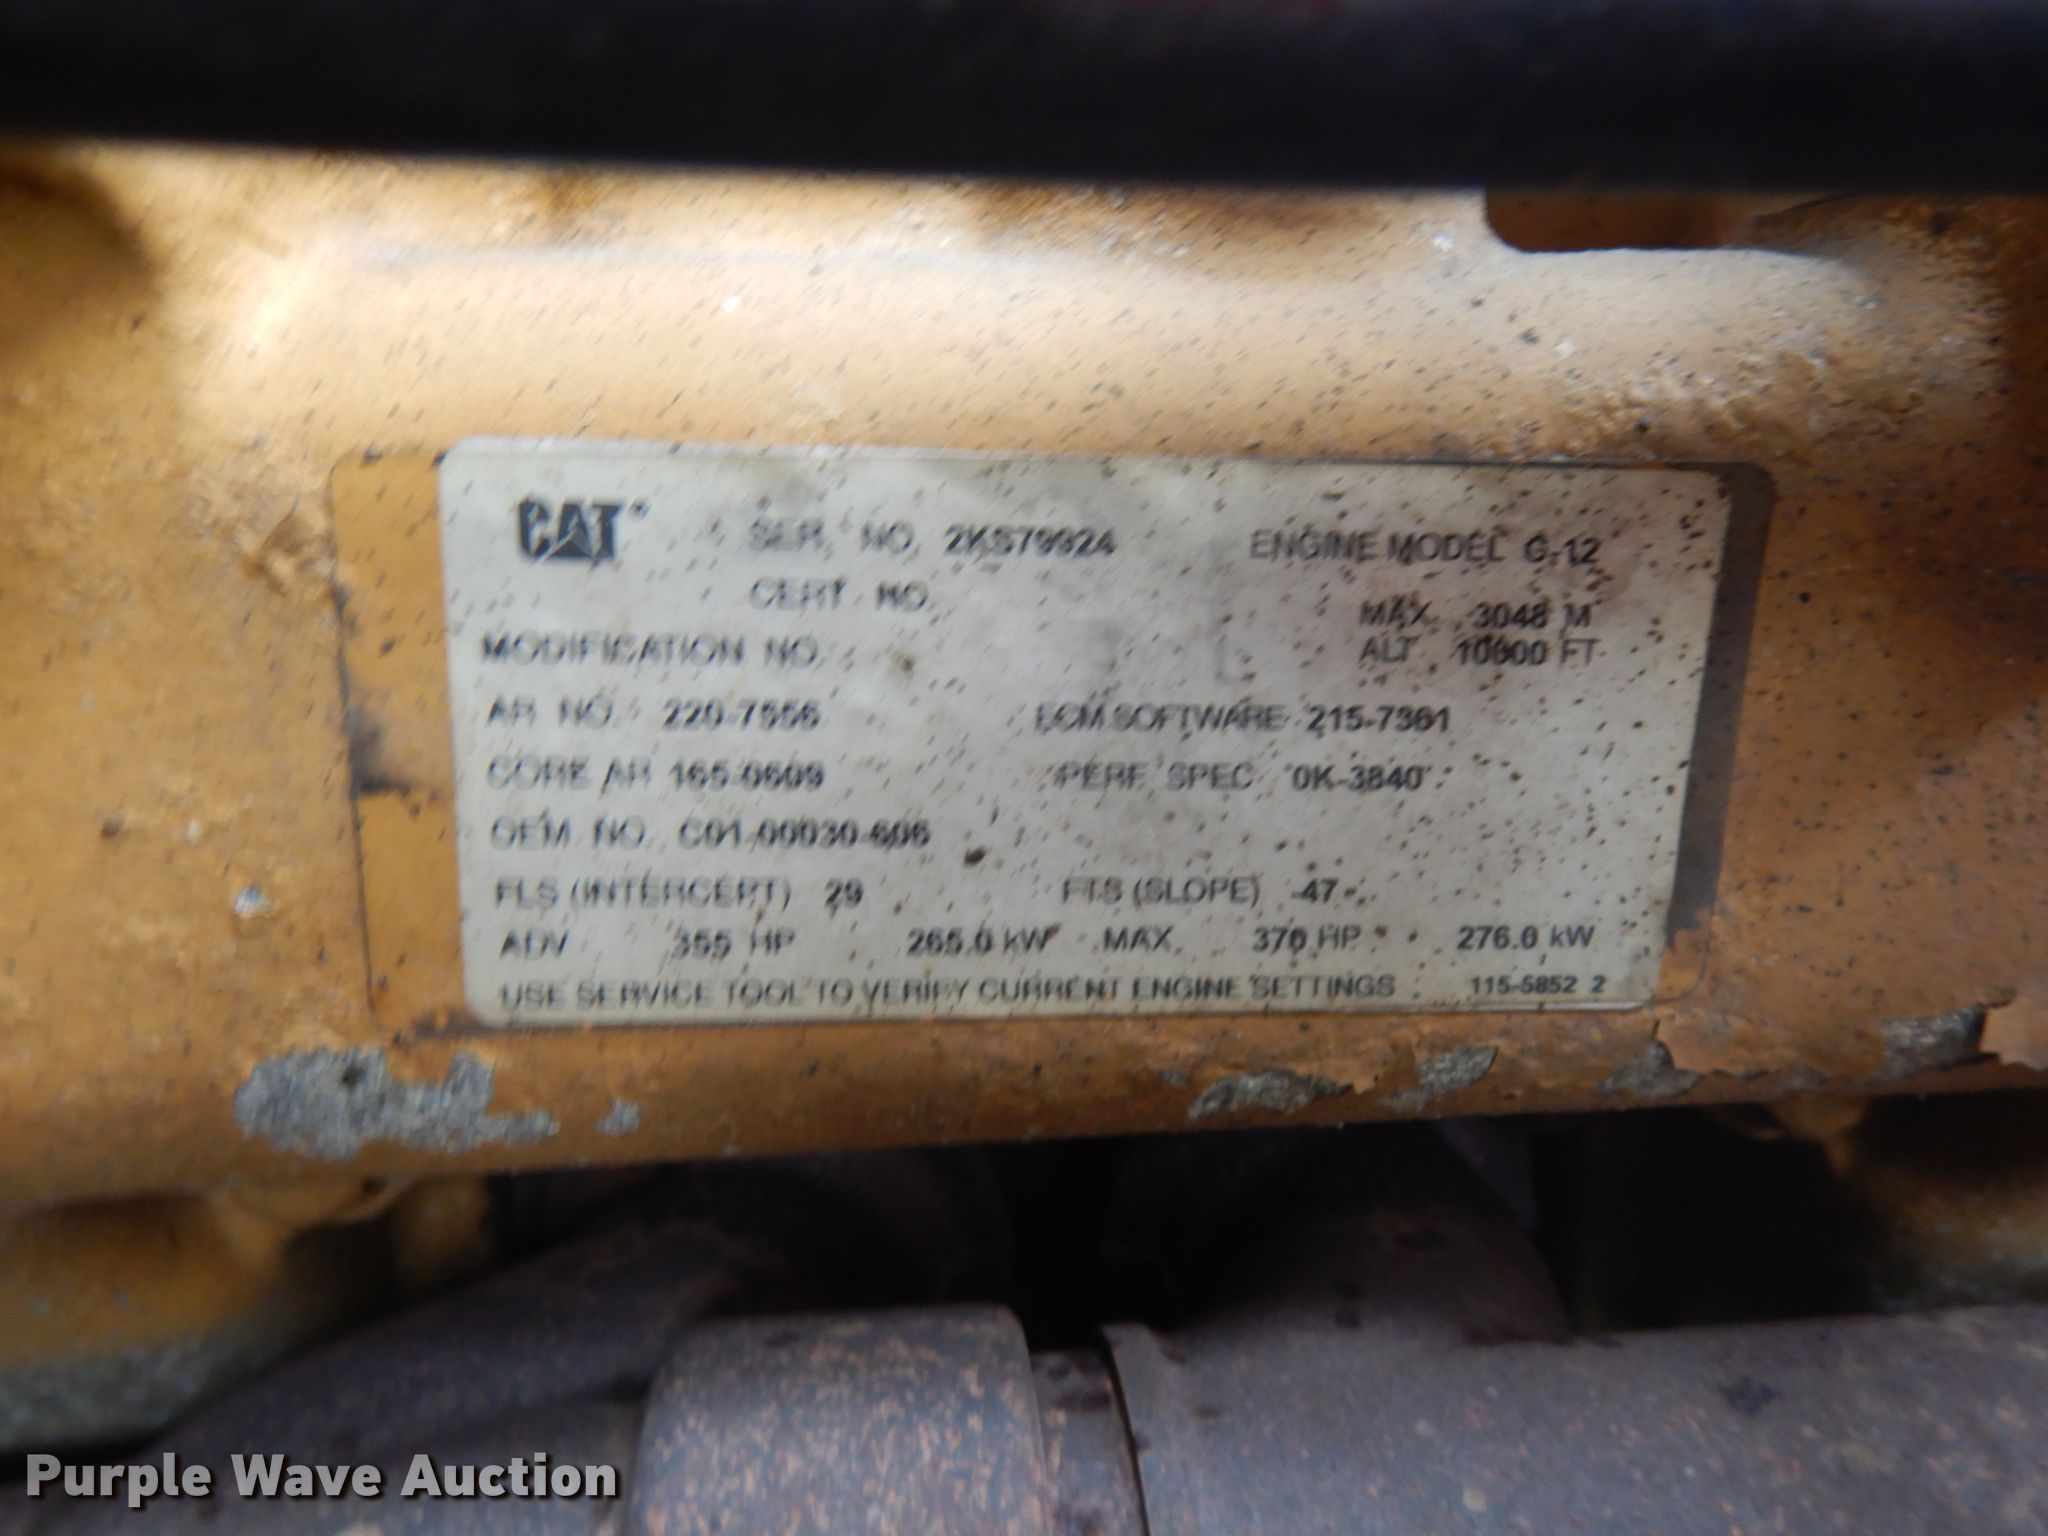 CAT SER. NO. 2KS79924 ENGINE MODEL C-12
CERT NO.
MAX. 3048 M
MODIFICATION NO. ALT 10000 FT
AR NO. 220-7556 ECM SOFTWARE 215-7361
CORE AR 165-0609 PERF. SPEC 0K-3840
OEM NO. C01-00030-606
FLS (INTERCEPT) 29 FTS (SLOPE) -47
ADV 355 HP 265.0 kW MAX. 370 HP 276.0 kW
USE SERVICE TOOL TO VERIFY CURRENT ENGINE SETTINGS 115-5852 2
Purple Wave Auction